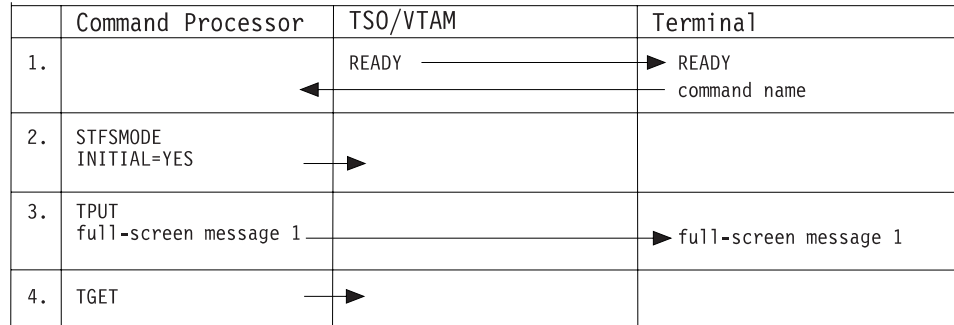 Command Processor TSO/VTAM Terminal
1. READY READY
command name
2. STFSMODE
INITIAL=YES
3. TPUT
full-screen message 1 full-screen message 1
4. TGET